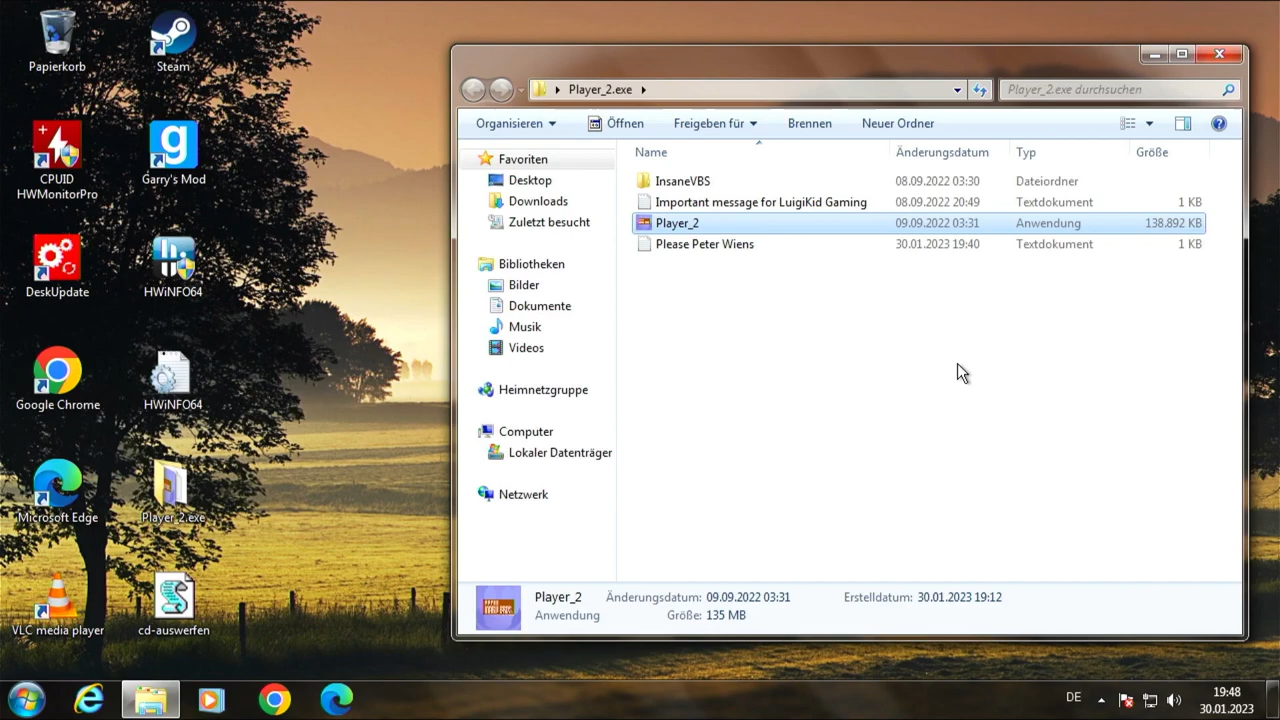 Papierkorb
Steam
CPUID
HWMonitorPro
Garry's Mod
DeskUpdate
HWiNFO64
Google Chrome
HWiNFO64
Microsoft Edge
Player_2.exe
VLC media player
cd-auswerfen
Player_2.exe
Player_2.exe durchsuchen
Organisieren
Öffnen
Freigeben für
Brennen
Neuer Ordner
Favoriten
Desktop
Downloads
Zuletzt besucht
Bibliotheken
Bilder
Dokumente
Musik
Videos
Heimnetzgruppe
Computer
Lokaler Datenträger
Netzwerk
Name Änderungsdatum Typ Größe
InsaneVBS 08.09.2022 03:30 Dateiordner
Important message for LuigiKid Gaming 08.09.2022 20:49 Textdokument 1 KB
Player_2 09.09.2022 03:31 Anwendung 138.892 KB
Please Peter Wiens 30.01.2023 19:40 Textdokument 1 KB
Player_2 Änderungsdatum: 09.09.2022 03:31 Erstelldatum: 30.01.2023 19:12
Anwendung Größe: 135 MB
DE
19:48
30.01.2023